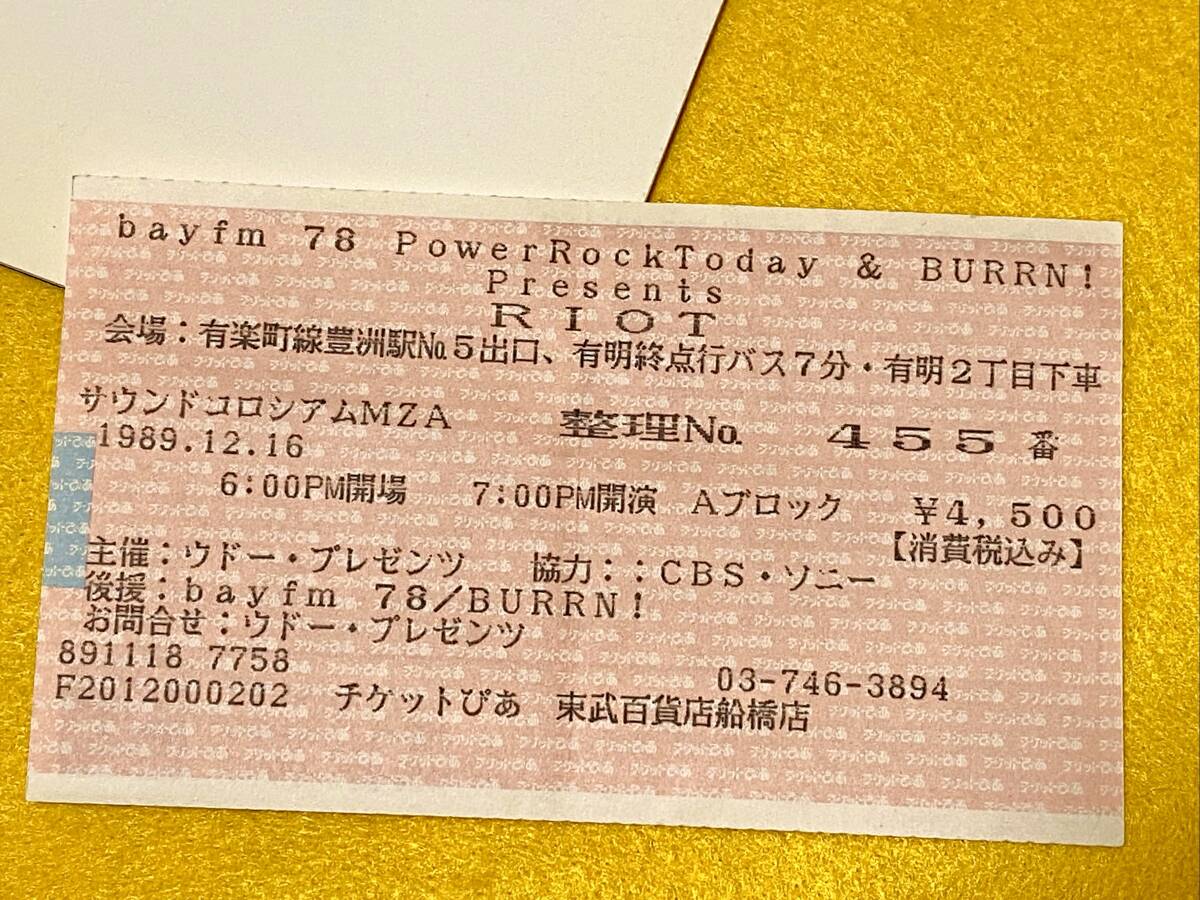 bayfm 78 PowerRockToday & BURRN!
Presents
RIOT
会場：有楽町線豊洲駅№5出口、有明終点行バス7分・有明2丁目下車
サウンドコロシアムMZA 整理№ 455番
1989.12.16
6:00PM開場 7:00PM開演 Aブロック ¥4,500
【消費税込み】
主催：ウドー・プレゼンツ 協力：：CBS・ソニー
後援：bayfm 78/BURRN!
お問合せ：ウドー・プレゼンツ
891118 7758 03-746-3894
F2012000202 チケットぴあ 東武百貨店船橋店